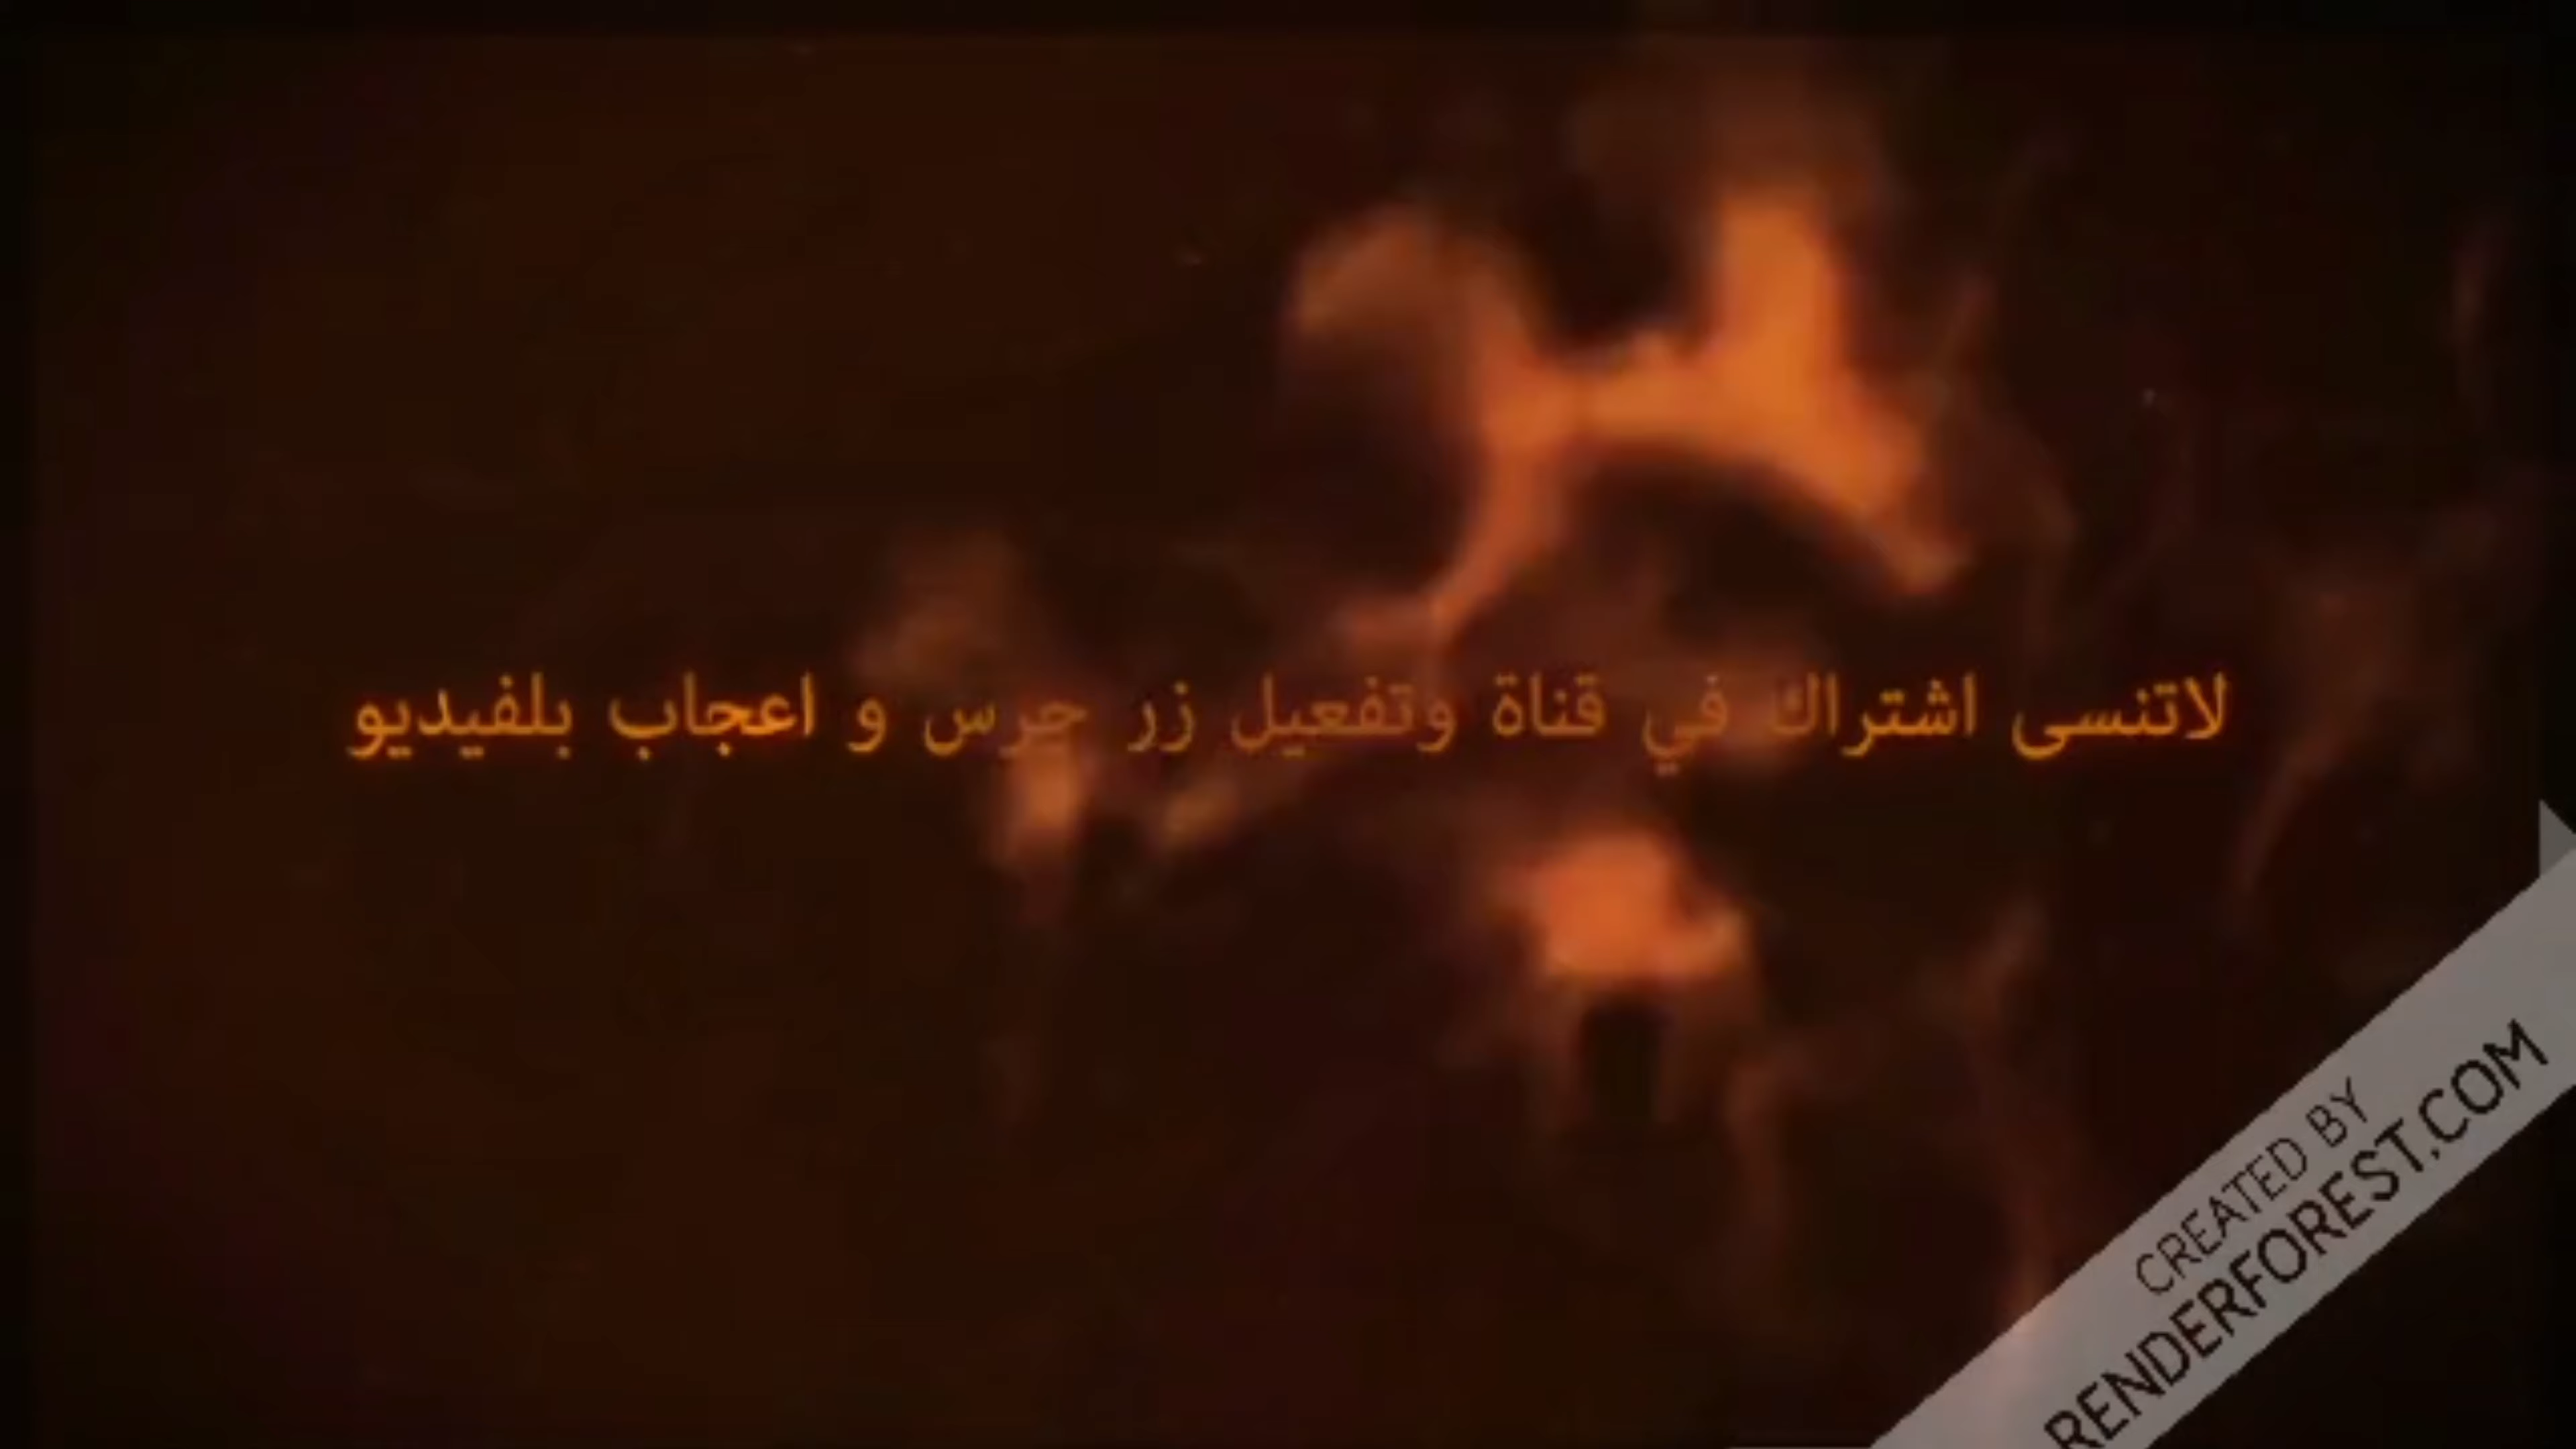 لاتنسى اشتراك في قناة وتفعيل زر جرس و اعجاب بلفيديو
CREATED BY
RENDERFOREST.COM